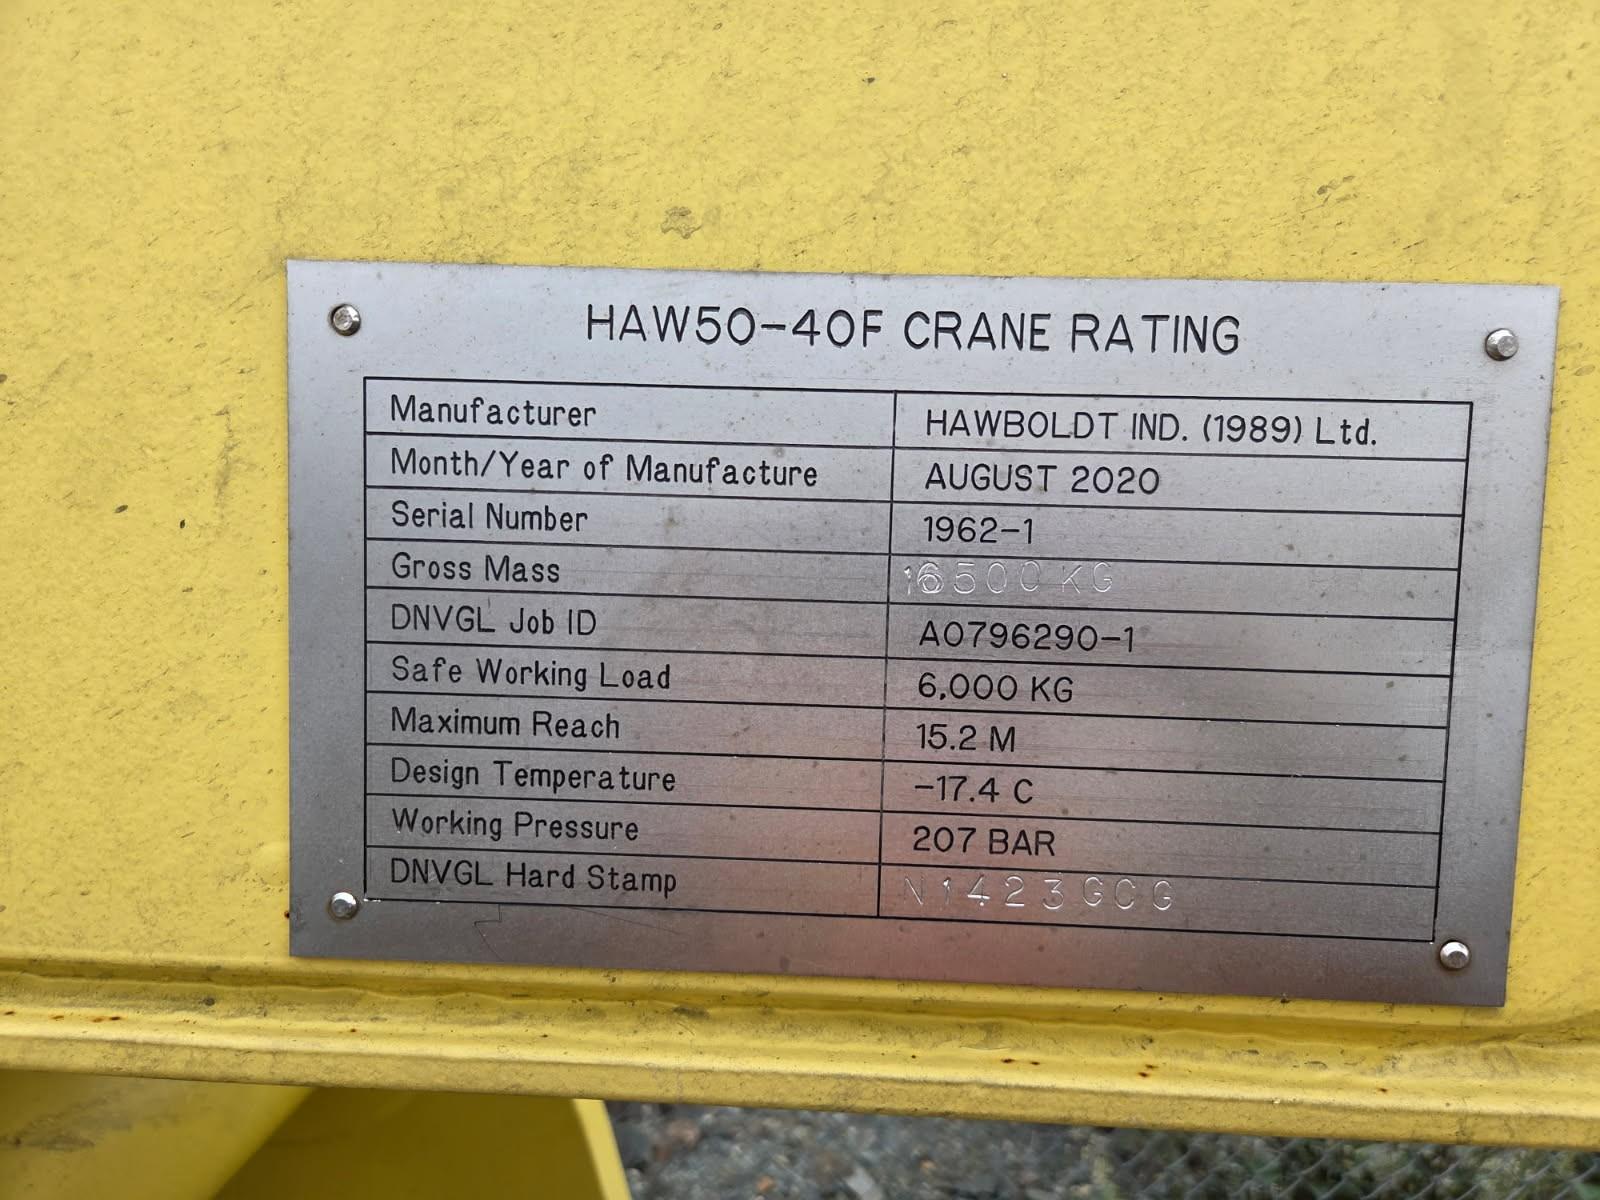 HAW50-40F CRANE RATING
Manufacturer HAWBOLDT IND. (1989) Ltd.
Month/Year of Manufacture AUGUST 2020
Serial Number 1962-1
Gross Mass 16500 KG
DNVGL Job ID A0796290-1
Safe Working Load 6,000 KG
Maximum Reach 15.2 M
Design Temperature -17.4 C
Working Pressure 207 BAR
DNVGL Hard Stamp N1423GCG